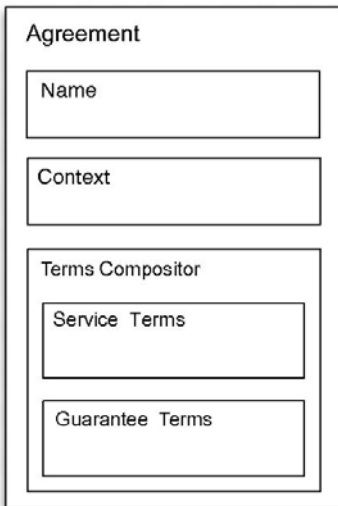 Agreement
Name
Context
Terms Compositor
Service Terms
Guarantee Terms